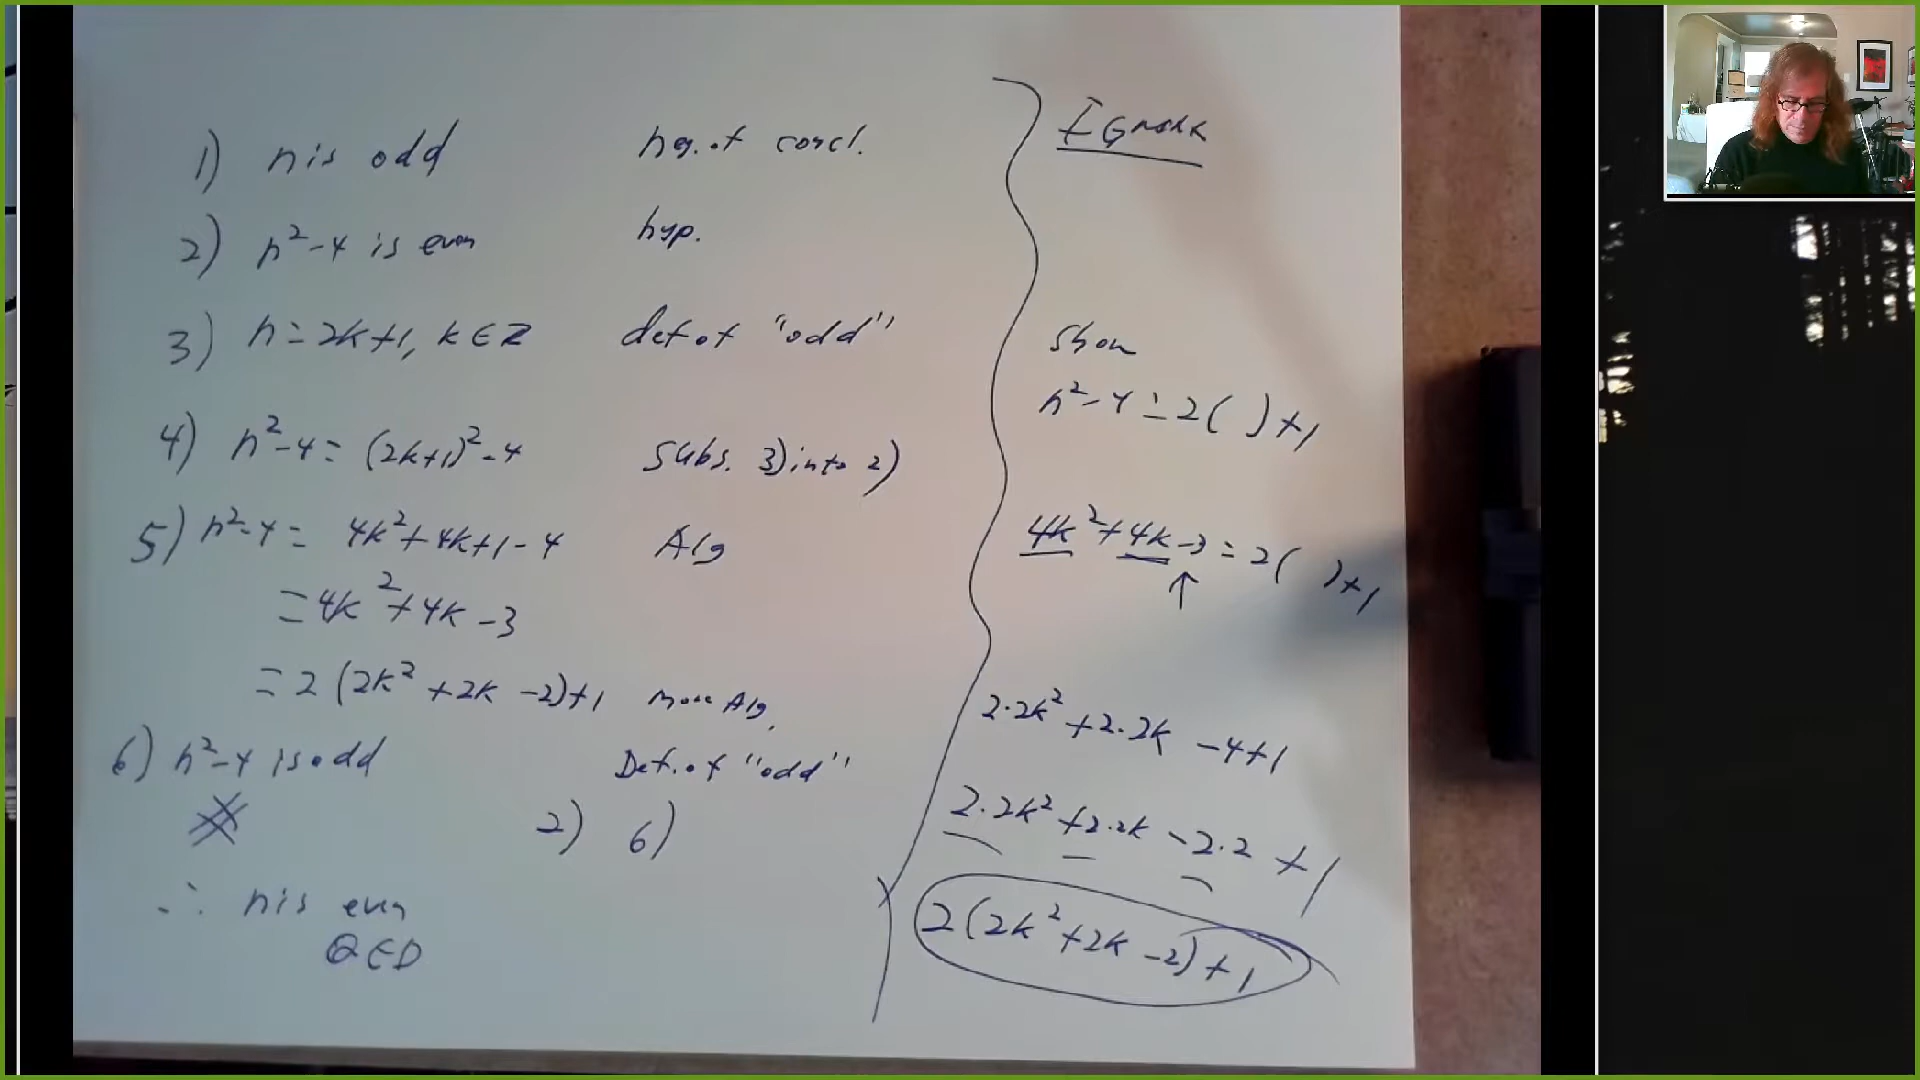 1) n is odd neg. of concl.
2) n²-4 is even hyp.
3) n = 2k+1, k ∈ Z def of "odd"
4) n²-4 = (2k+1)²-4 subs. 3) into 2)
5) n²-4 = 4k²+4k+1-4 Alg
= 4k²+4k-3
= 2(2k²+2k-2)+1 more Alg.
6) n²-4 is odd Def. of "odd"
2) 6)
∴ n is even
QED
show
n²-4 = 2( )+1
4k²+4k-3 = 2( )+1
↑
2·2k²+2·2k-4+1
2·2k²+2·2k-2·2+1
2(2k²+2k-2)+1